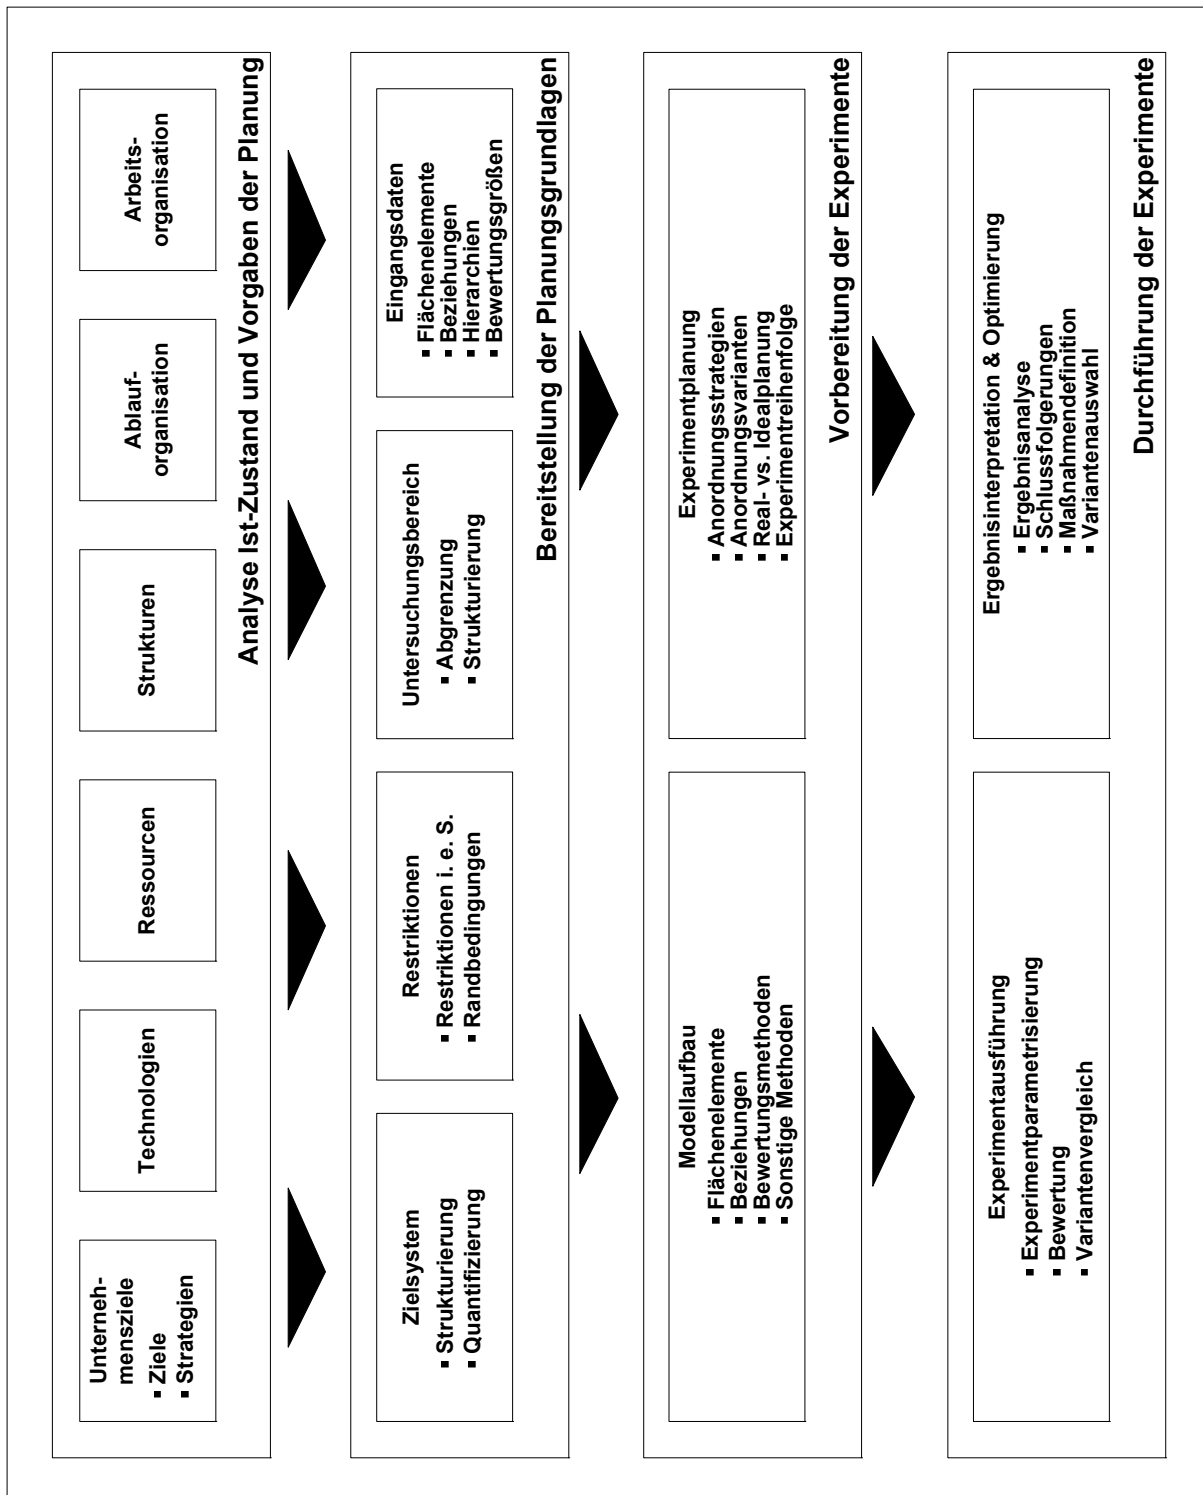 Unterneh-
mensziele
▪ Ziele
▪ Strategien
Technologien
Ressourcen
Strukturen
Ablauf-
organisation
Arbeits-
organisation
Analyse Ist-Zustand und Vorgaben der Planung
Zielsystem
▪ Strukturierung
▪ Quantifizierung
Restriktionen
▪ Restriktionen i. e. S.
▪ Randbedingungen
Untersuchungsbereich
▪ Abgrenzung
▪ Strukturierung
Eingangsdaten
▪ Flächenelemente
▪ Beziehungen
▪ Hierarchien
▪ Bewertungsgrößen
Bereitstellung der Planungsgrundlagen
Modellaufbau
▪ Flächenelemente
▪ Beziehungen
▪ Bewertungsmethoden
▪ Sonstige Methoden
Experimentplanung
▪ Anordnungsstrategien
▪ Anordnungsvarianten
▪ Real- vs. Idealplanung
▪ Experimentreihenfolge
Vorbereitung der Experimente
Experimentausführung
▪ Experimentparametrisierung
▪ Bewertung
▪ Variantenvergleich
Ergebnisinterpretation & Optimierung
▪ Ergebnisanalyse
▪ Schlussfolgerungen
▪ Maßnahmendefinition
▪ Variantenauswahl
Durchführung der Experimente